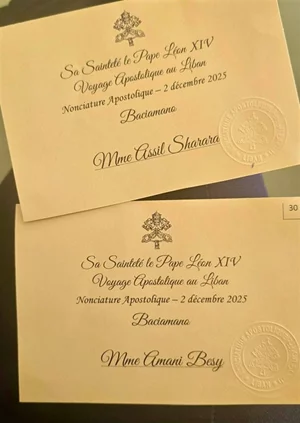 Sa Sainteté le Pape Léon XIV
Voyage Apostolique au Liban
Nonciature Apostolique – 2 décembre 2025
Baciamano
Mme Assil Sharara
30
Sa Sainteté le Pape Léon XIV
Voyage Apostolique au Liban
Nonciature Apostolique – 2 décembre 2025
Baciamano
Mme Amani Besy